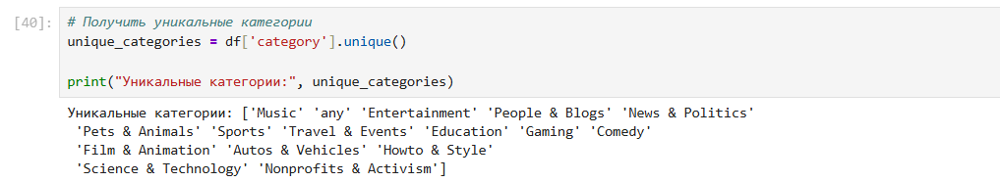 [40]:
# Получить уникальные категории
unique_categories = df['category'].unique()
print("Уникальные категории:", unique_categories)
Уникальные категории: ['Music' 'any' 'Entertainment' 'People & Blogs' 'News & Politics'
'Pets & Animals' 'Sports' 'Travel & Events' 'Education' 'Gaming' 'Comedy'
'Film & Animation' 'Autos & Vehicles' 'Howto & Style'
'Science & Technology' 'Nonprofits & Activism']